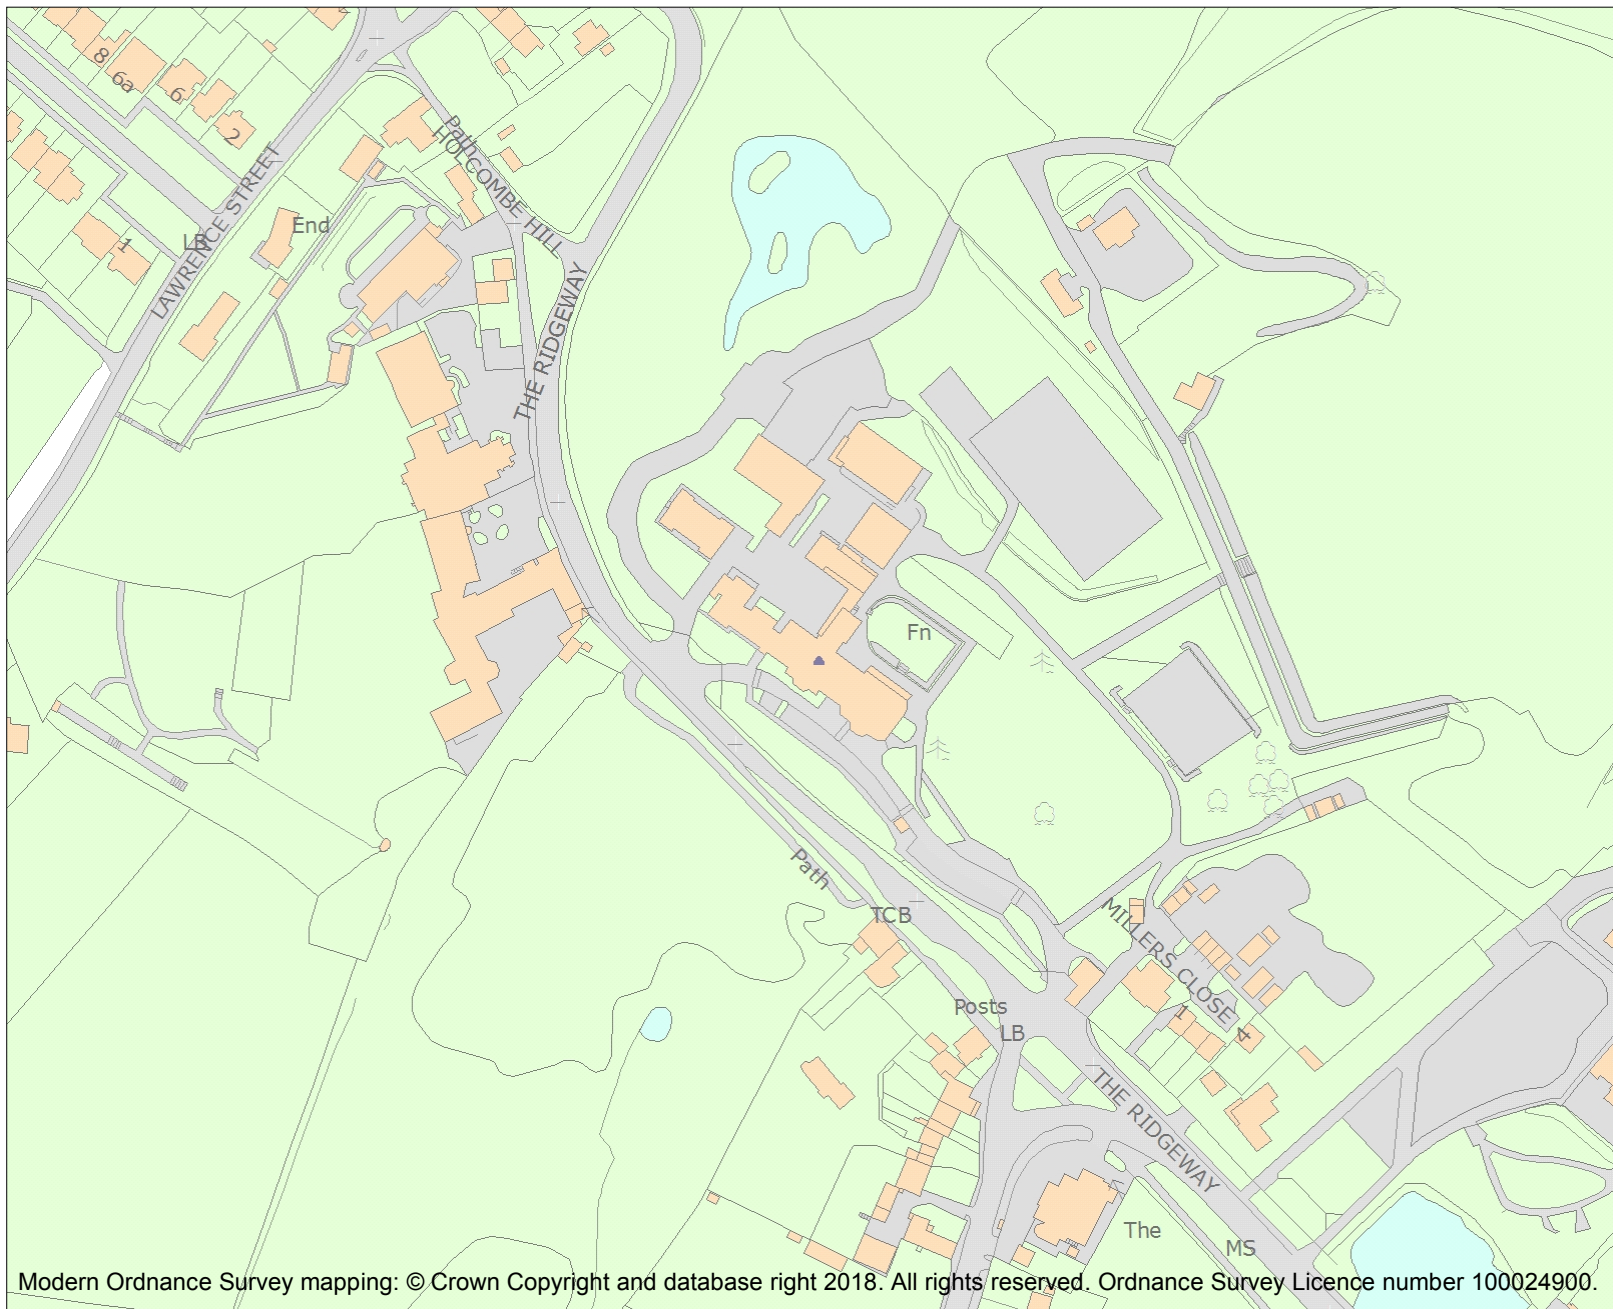 8
6a
6
2
Path
HOLCOMBE HILL
LAWRENCE STREET
End
LB
1
THE RIDGEWAY
Fn
Path
TCB
MILLERS CLOSE
Posts
1
LB
4
THE RIDGEWAY
The
MS
Modern Ordnance Survey mapping: © Crown Copyright and database right 2018. All rights reserved. Ordnance Survey Licence number 100024900.